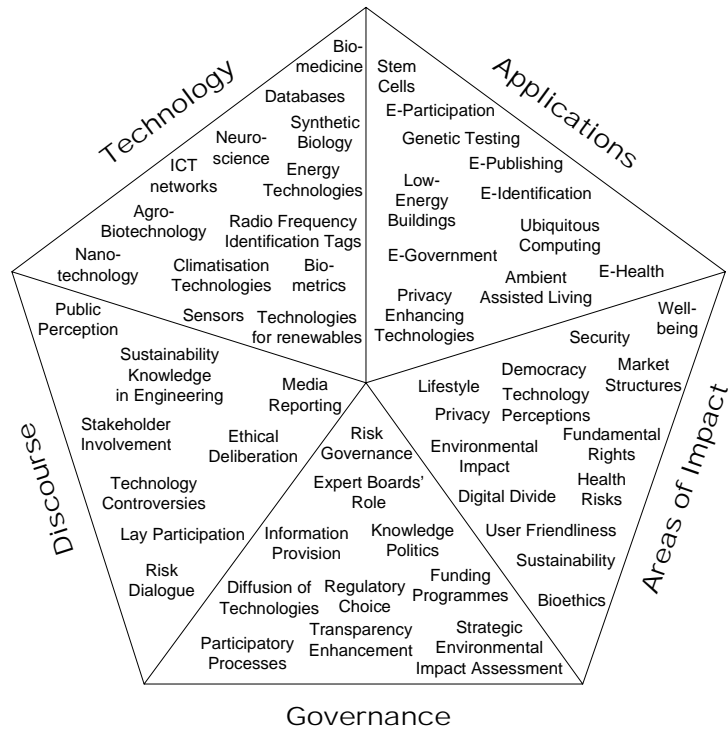 Technology
Bio-
medicine
Databases
Synthetic
Biology
Neuro-
science
ICT
networks
Energy
Technologies
Agro-
Biotechnology
Radio Frequency
Identification Tags
Nano-
technology
Climatisation
Technologies
Bio-
metrics
Sensors
Technologies
for renewables
Applications
Stem
Cells
E-Participation
Genetic Testing
E-Publishing
Low-
Energy
Buildings
E-Identification
Ubiquitous
Computing
E-Government
E-Health
Ambient
Assisted Living
Privacy
Enhancing
Technologies
Areas of Impact
Well-
being
Security
Market
Structures
Democracy
Lifestyle
Technology
Perceptions
Privacy
Fundamental
Rights
Environmental
Impact
Health
Risks
Digital Divide
User Friendliness
Sustainability
Bioethics
Governance
Risk
Governance
Expert Boards’
Role
Information
Provision
Knowledge
Politics
Funding
Programmes
Diffusion of
Technologies
Regulatory
Choice
Transparency
Enhancement
Participatory
Processes
Strategic
Environmental
Impact Assessment
Discourse
Public
Perception
Sustainability
Knowledge
in Engineering
Media
Reporting
Stakeholder
Involvement
Ethical
Deliberation
Technology
Controversies
Lay Participation
Risk
Dialogue